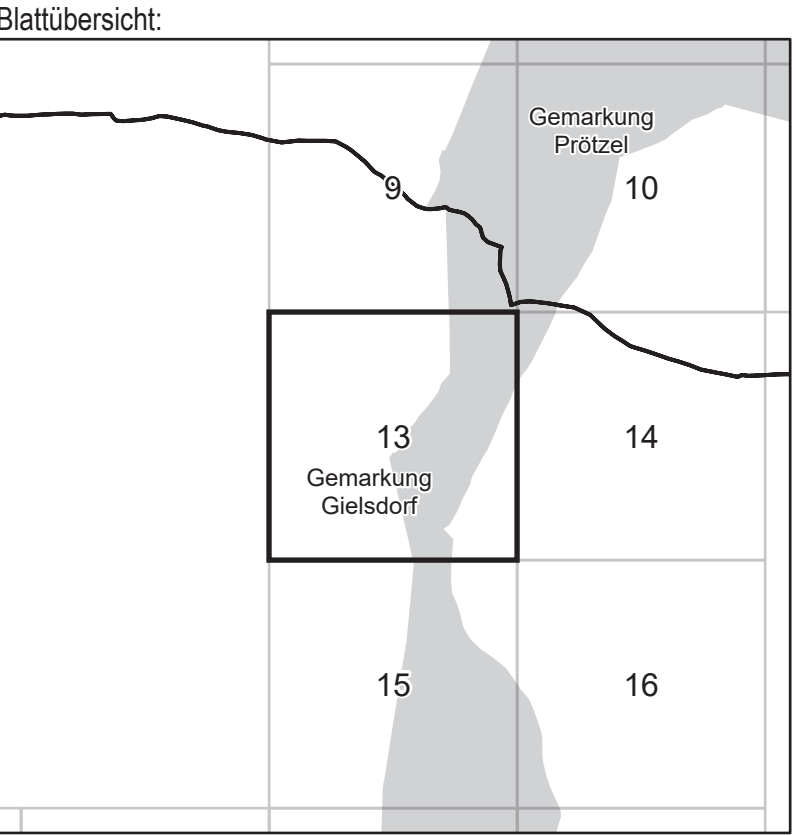 Blattübersicht:
Gemarkung
Prötzel
9
10
13
14
Gemarkung
Gielsdorf
15
16